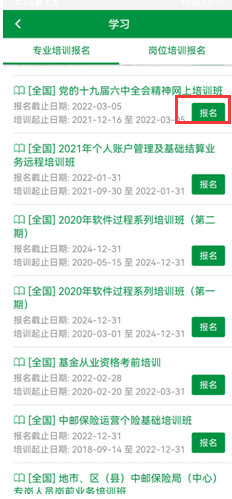 学习
专业培训报名 岗位培训报名
[全国] 党的十九届六中全会精神网上培训班
报名截止日期: 2022-03-05
培训起止日期: 2021-12-16 至 2022-03-05
报名
[全国] 2021年个人账户管理及基础结算业
务远程培训班
报名截止日期: 2022-01-31
培训起止日期: 2021-09-30 至 2022-01-31
报名
[全国] 2020年软件过程系列培训班（第二
期）
报名截止日期: 2024-12-31
培训起止日期: 2020-05-15 至 2024-12-31
报名
[全国] 2020年软件过程系列培训班（第一
期）
报名截止日期: 2024-12-31
培训起止日期: 2020-03-01 至 2024-12-31
报名
[全国] 基金从业资格考前培训
报名截止日期: 2022-02-28
培训起止日期: 2020-02-20 至 2022-03-31
报名
[全国] 中邮保险运营个险基础培训班
报名截止日期: 2022-12-31
培训起止日期: 2018-09-14 至 2022-12-31
报名
[全国] 地市、区（县）中邮保险局（中心）
专岗人员岗前业务培训班